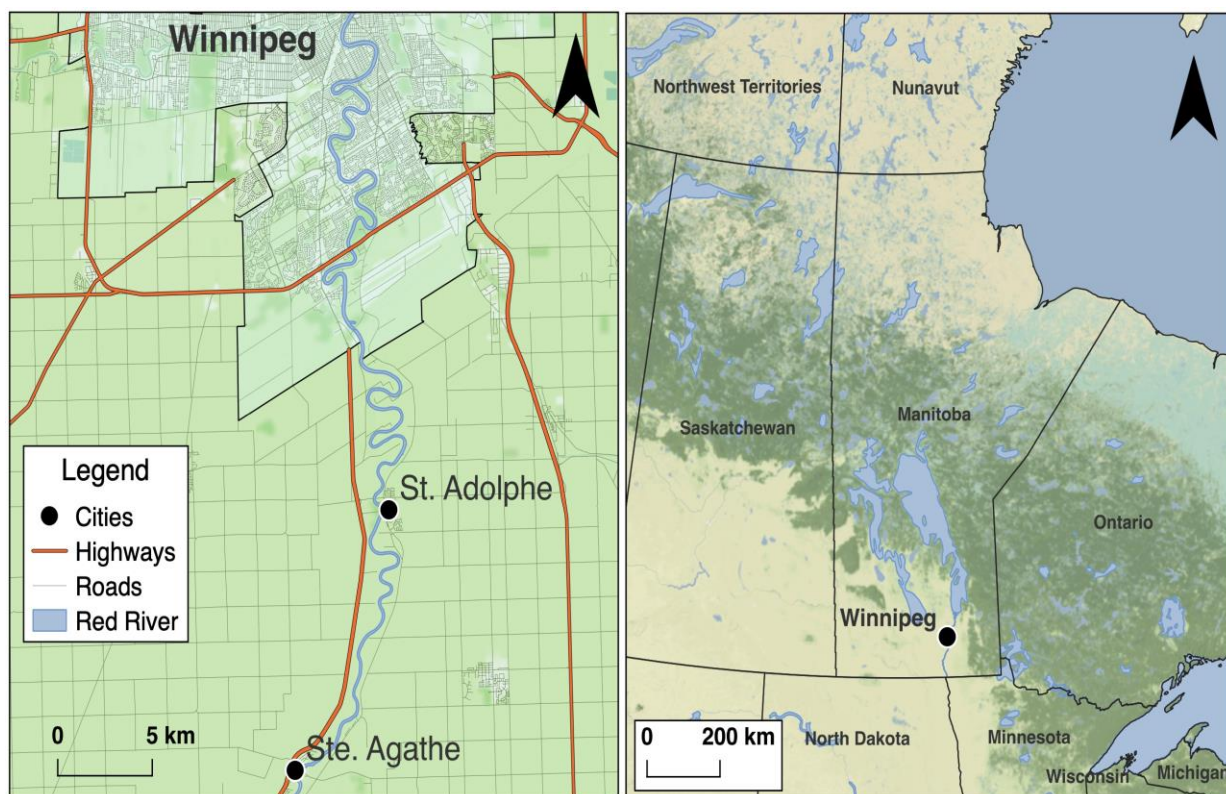 Winnipeg
St. Adolphe
Ste. Agathe
Legend
Cities
Highways
Roads
Red River
0 5 km
Northwest Territories
Nunavut
Saskatchewan
Manitoba
Ontario
Winnipeg
North Dakota
Minnesota
Wisconsin
Michigan
0 200 km